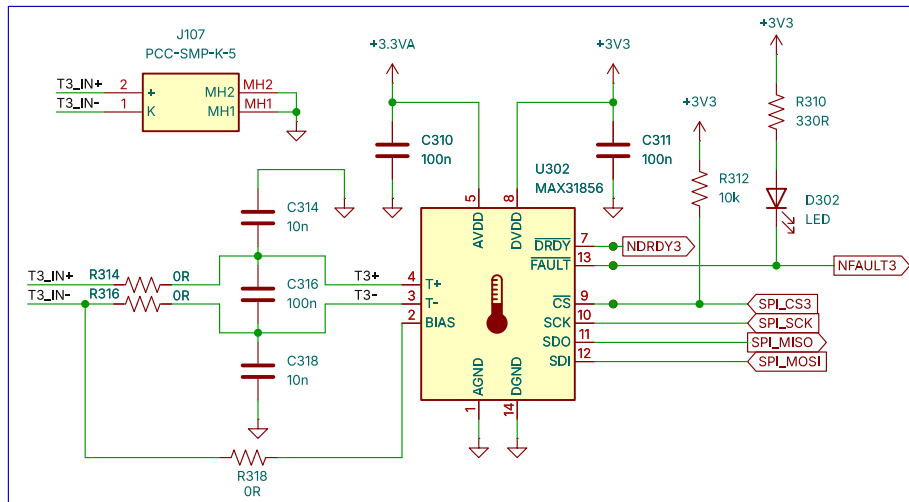 J107
PCC-SMP-K-5
T3_IN+
2
+
MH2
MH2
T3_IN-
1
K
MH1
MH1
+3.3VA
C310
100n
+3V3
C311
100n
U302
MAX31856
+3V3
R312
10k
+3V3
R310
330R
D302
LED
C314
10n
T3_IN+
R314
0R
T3_IN-
R316
0R
C316
100n
C318
10n
T3+
T3-
R318
0R
5
AVDD
8
DVDD
4
T+
3
T-
2
BIAS
DRDY
7
NDRDY3
FAULT
13
NFAULT3
CS
9
SPI_CS3
SCK
10
SPI_SCK
SDO
11
SPI_MISO
SDI
12
SPI_MOSI
AGND
1
DGND
14